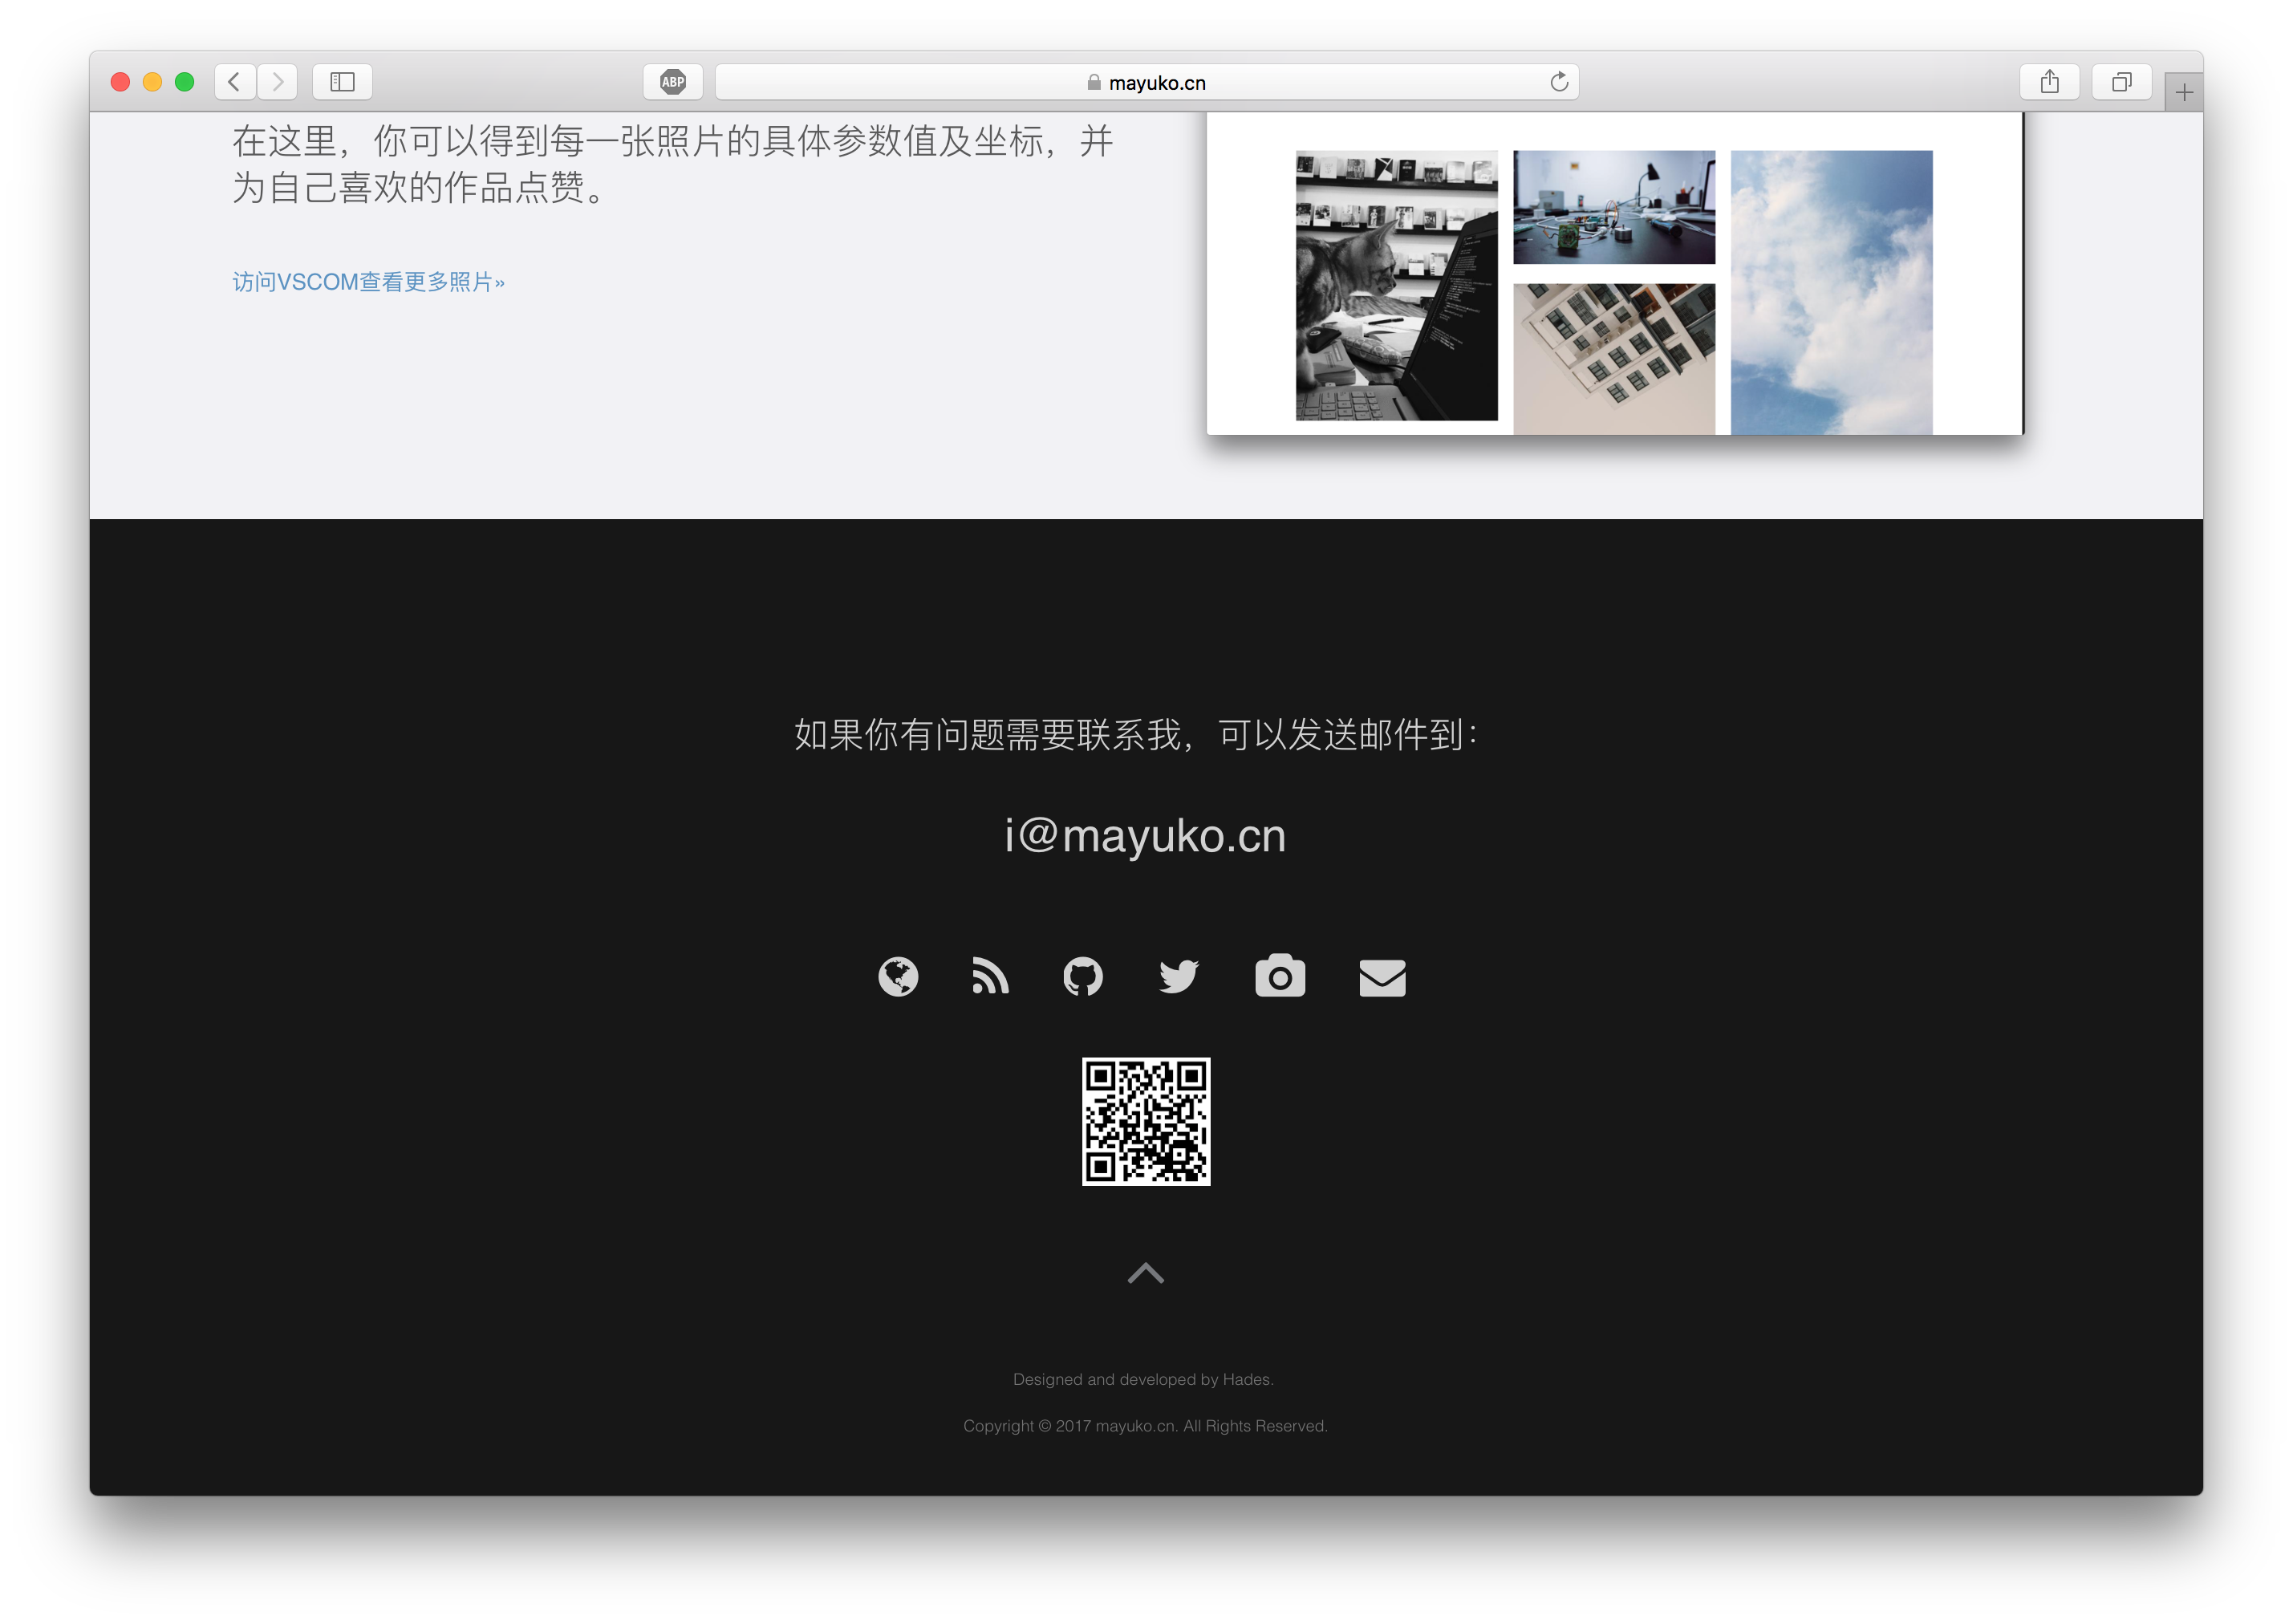 ABP
mayuko.cn
在这里，你可以得到每一张照片的具体参数值及坐标，并
为自己喜欢的作品点赞。
访问VSCOM查看更多照片»
如果你有问题需要联系我，可以发送邮件到：
i@mayuko.cn
Designed and developed by Hades.
Copyright © 2017 mayuko.cn. All Rights Reserved.